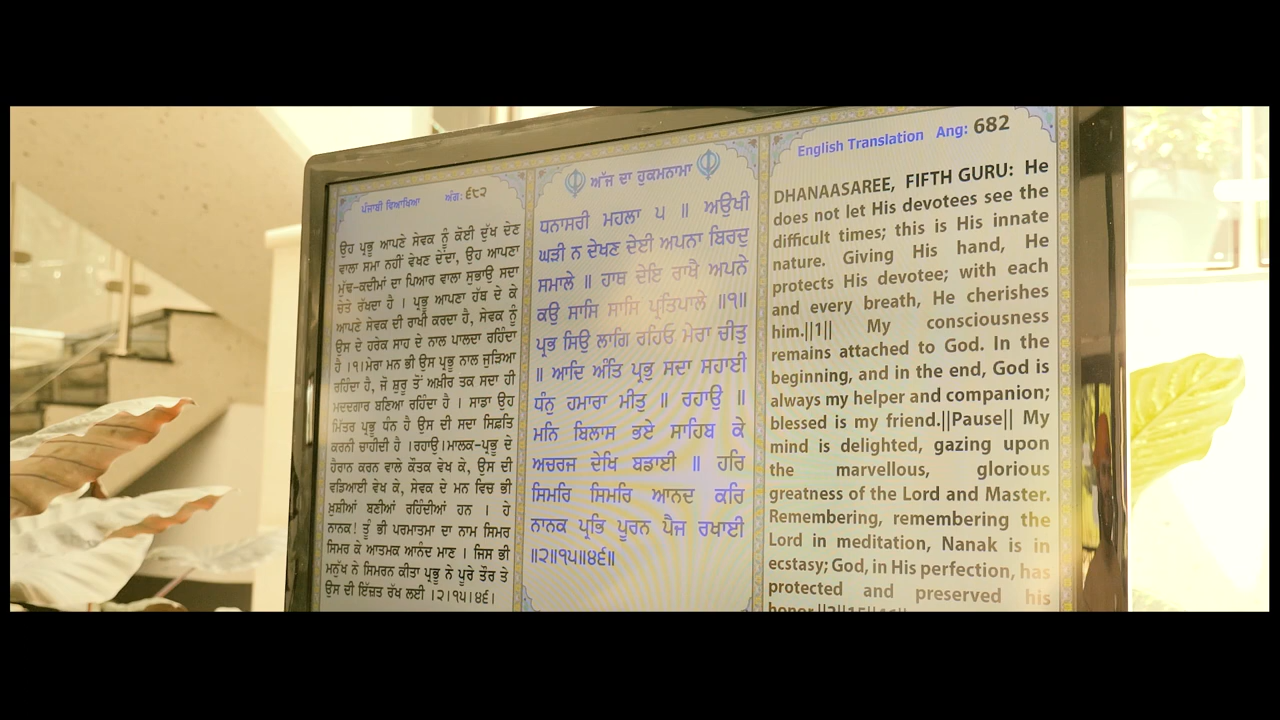 ਪੰਜਾਬੀ ਵਿਆਖਿਆ ਅੰਗ: ੬੮੨
ਉਹ ਪ੍ਰਭੂ ਆਪਣੇ ਸੇਵਕ ਨੂੰ ਕੋਈ ਦੁੱਖ ਦੇਣ
ਵਾਲਾ ਸਮਾ ਨਹੀਂ ਵੇਖਣ ਦੇਂਦਾ, ਉਹ ਆਪਣਾ
ਮੁੱਢ-ਕਦੀਮਾਂ ਦਾ ਪਿਆਰ ਵਾਲਾ ਸੁਭਾਉ ਸਦਾ
ਚੇਤੇ ਰੱਖਦਾ ਹੈ । ਪ੍ਰਭੂ ਆਪਣਾ ਹੱਥ ਦੇ ਕੇ
ਆਪਣੇ ਸੇਵਕ ਦੀ ਰਾਖੀ ਕਰਦਾ ਹੈ, ਸੇਵਕ ਨੂੰ
ਉਸ ਦੇ ਹਰੇਕ ਸਾਹ ਦੇ ਨਾਲ ਪਾਲਦਾ ਰਹਿੰਦਾ
ਹੈ ।੧।ਮੇਰਾ ਮਨ ਭੀ ਉਸ ਪ੍ਰਭੂ ਨਾਲ ਜੁੜਿਆ
ਰਹਿੰਦਾ ਹੈ, ਜੋ ਸ਼ੁਰੂ ਤੋਂ ਅਖ਼ੀਰ ਤਕ ਸਦਾ ਹੀ
ਮਦਦਗਾਰ ਬਣਿਆ ਰਹਿੰਦਾ ਹੈ । ਸਾਡਾ ਉਹ
ਮਿੱਤਰ ਪ੍ਰਭੂ ਧੰਨ ਹੈ ਉਸ ਦੀ ਸਦਾ ਸਿਫ਼ਤਿ
ਕਰਨੀ ਚਾਹੀਦੀ ਹੈ ।ਰਹਾਉ।ਮਾਲਕ-ਪ੍ਰਭੂ ਦੇ
ਹੈਰਾਨ ਕਰਨ ਵਾਲੇ ਕੌਤਕ ਵੇਖ ਕੇ, ਉਸ ਦੀ
ਵਡਿਆਈ ਵੇਖ ਕੇ, ਸੇਵਕ ਦੇ ਮਨ ਵਿਚ ਭੀ
ਖ਼ੁਸ਼ੀਆਂ ਬਣੀਆਂ ਰਹਿੰਦੀਆਂ ਹਨ । ਹੇ
ਨਾਨਕ! ਤੂੰ ਭੀ ਪਰਮਾਤਮਾ ਦਾ ਨਾਮ ਸਿਮਰ
ਸਿਮਰ ਕੇ ਆਤਮਕ ਆਨੰਦ ਮਾਣ । ਜਿਸ ਭੀ
ਮਨੁੱਖ ਨੇ ਸਿਮਰਨ ਕੀਤਾ ਪ੍ਰਭੂ ਨੇ ਪੂਰੇ ਤੌਰ ਤੇ
ਉਸ ਦੀ ਇੱਜ਼ਤ ਰੱਖ ਲਈ ।੨।੧੫।੪੬।
ਅੱਜ ਦਾ ਹੁਕਮਨਾਮਾ
ਧਨਾਸਰੀ ਮਹਲਾ ੫ ॥ ਅਉਖੀ
ਘੜੀ ਨ ਦੇਖਣ ਦੇਈ ਅਪਨਾ ਬਿਰਦੁ
ਸਮਾਲੇ ॥ ਹਾਥ ਦੇਇ ਰਾਖੈ ਅਪਨੇ
ਕਉ ਸਾਸਿ ਸਾਸਿ ਪ੍ਰਤਿਪਾਲੇ ॥੧॥
ਪ੍ਰਭ ਸਿਉ ਲਾਗਿ ਰਹਿਓ ਮੇਰਾ ਚੀਤੁ
॥ ਆਦਿ ਅੰਤਿ ਪ੍ਰਭੁ ਸਦਾ ਸਹਾਈ
ਧੰਨੁ ਹਮਾਰਾ ਮੀਤੁ ॥ ਰਹਾਉ ॥
ਮਨਿ ਬਿਲਾਸ ਭਏ ਸਾਹਿਬ ਕੇ
ਅਚਰਜ ਦੇਖਿ ਬਡਾਈ ॥ ਹਰਿ
ਸਿਮਰਿ ਸਿਮਰਿ ਆਨਦ ਕਰਿ
ਨਾਨਕ ਪ੍ਰਭਿ ਪੂਰਨ ਪੈਜ ਰਖਾਈ
॥੨॥੧੫॥੪੬॥
English Translation Ang: 682
DHANAASAREE, FIFTH GURU: He
does not let His devotees see the
difficult times; this is His innate
nature. Giving His hand, He
protects His devotee; with each
and every breath, He cherishes
him.||1|| My consciousness
remains attached to God. In the
beginning, and in the end, God is
always my helper and companion;
blessed is my friend.||Pause|| My
mind is delighted, gazing upon
the marvellous, glorious
greatness of the Lord and Master.
Remembering, remembering the
Lord in meditation, Nanak is in
ecstasy; God, in His perfection, has
protected and preserved his
honor.||2||15||46||